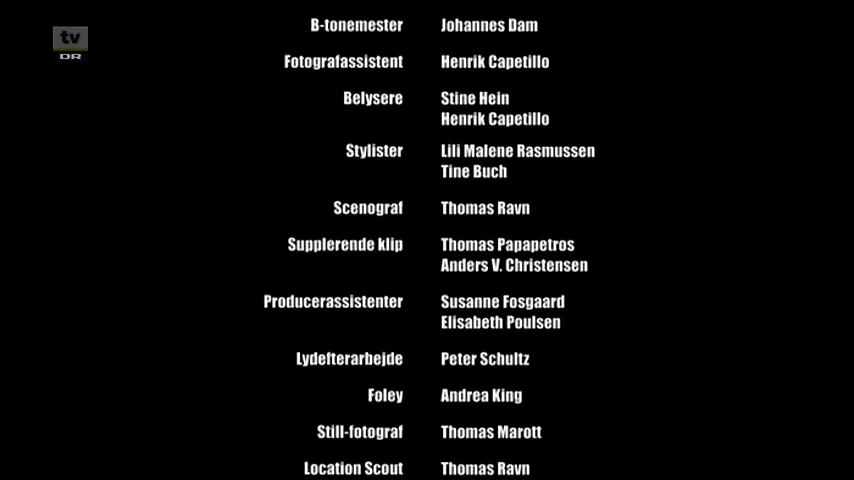 tv
DR
B-tonemester Johannes Dam
Fotografassistent Henrik Capetillo
Belysere Stine Hein
Henrik Capetillo
Stylister Lili Malene Rasmussen
Tine Buch
Scenograf Thomas Ravn
Supplerende klip Thomas Papapetros
Anders V. Christensen
Producerassistenter Susanne Fosgaard
Elisabeth Poulsen
Lydefterarbejde Peter Schultz
Foley Andrea King
Still-fotograf Thomas Marott
Location Scout Thomas Ravn